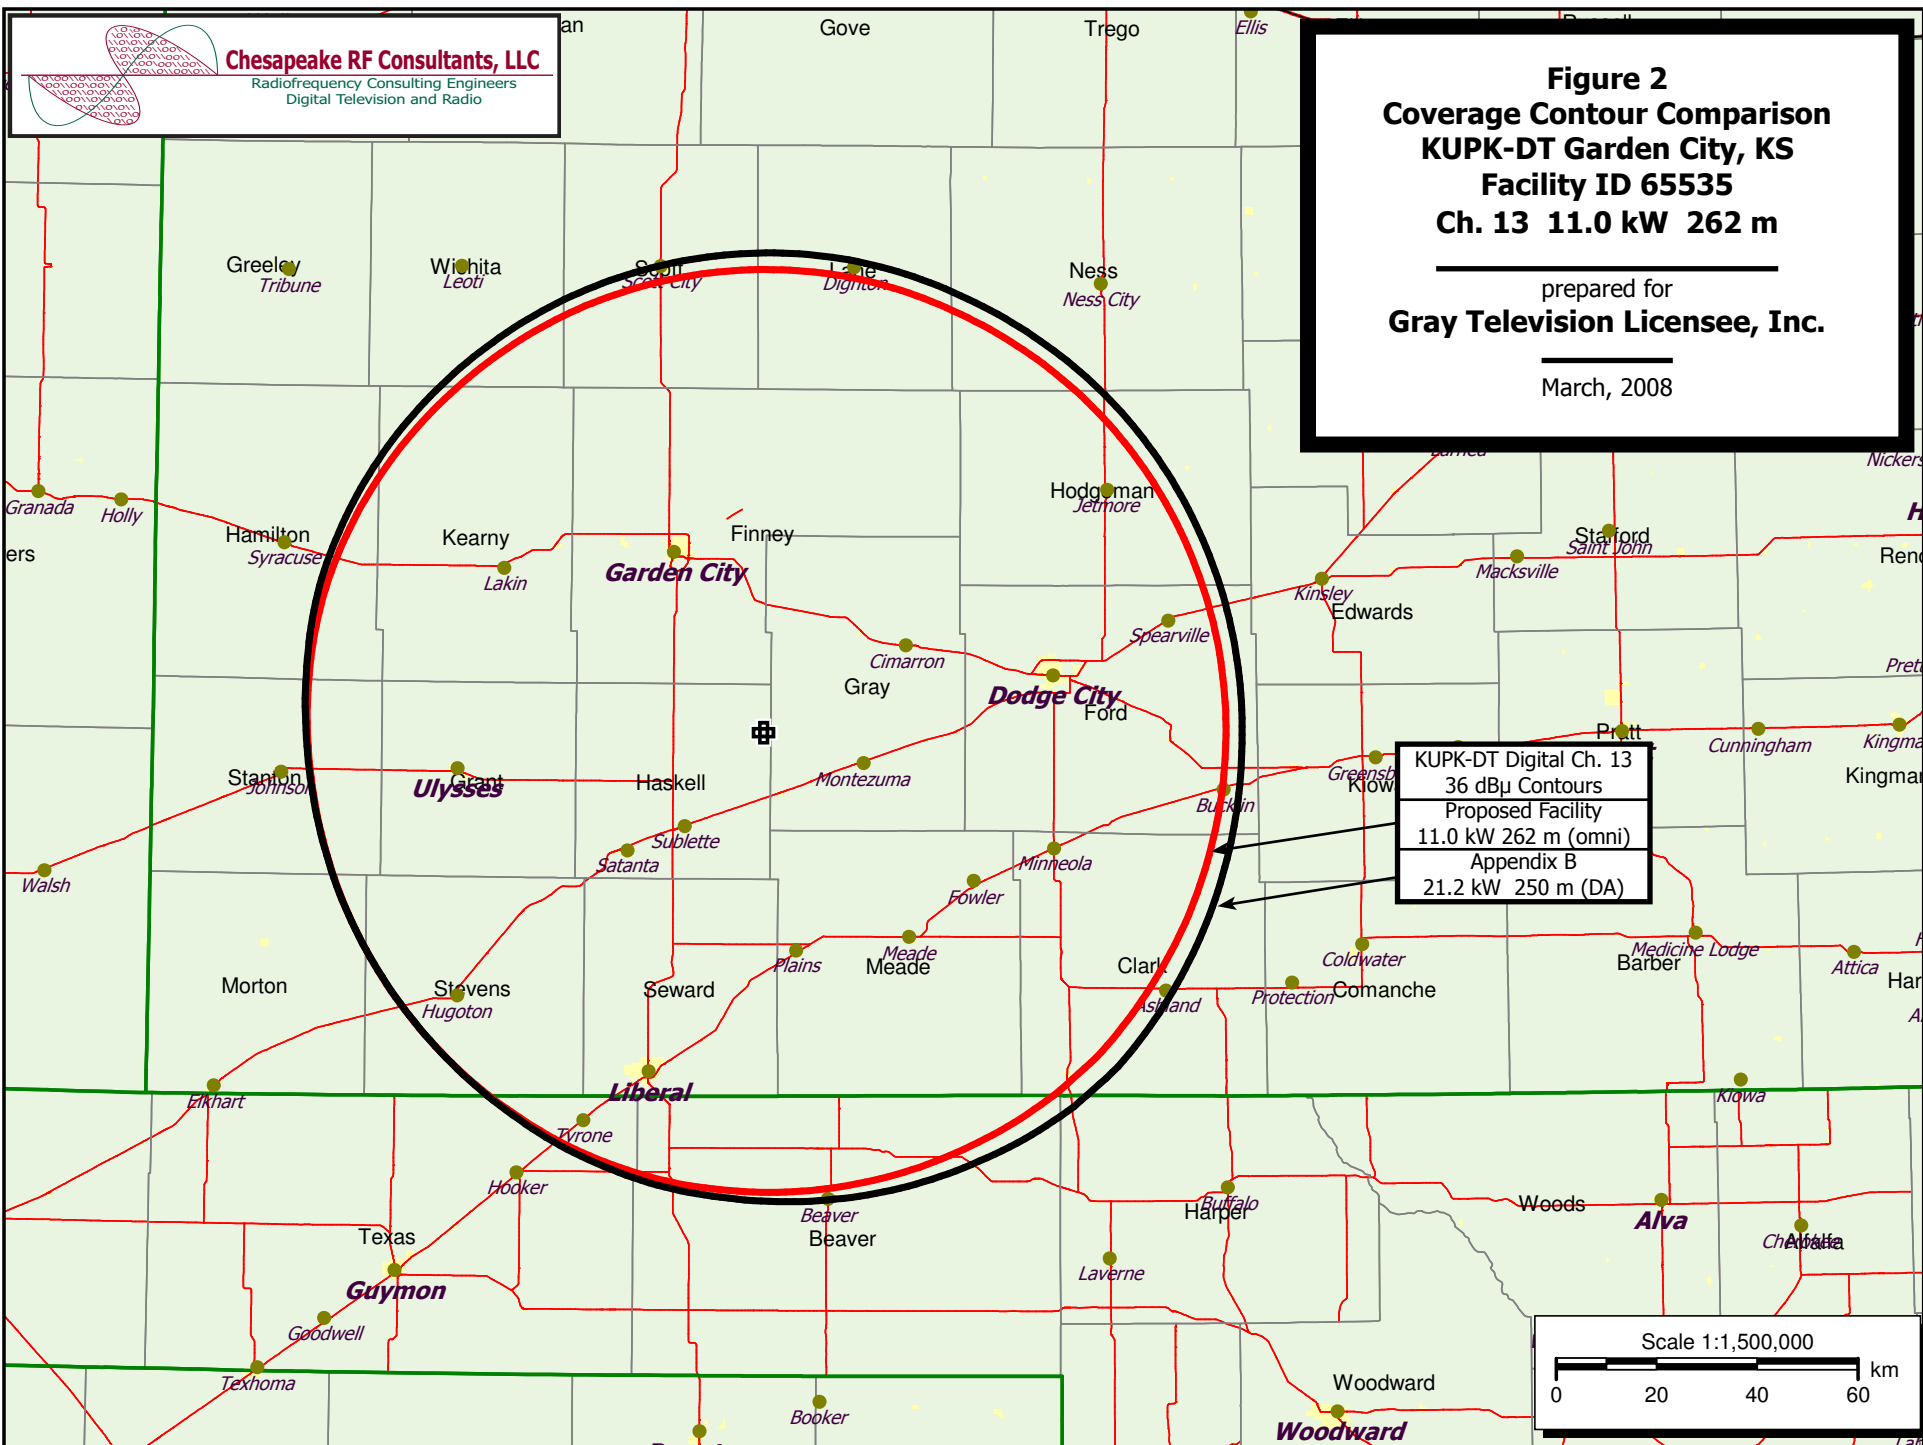 Chesapeake RF Consultants, LLC
Radiofrequency Consulting Engineers
Digital Television and Radio
Figure 2
Coverage Contour Comparison
KUPK-DT Garden City, KS
Facility ID 65535
Ch. 13 11.0 kW 262 m
prepared for
Gray Television Licensee, Inc.
March, 2008
Gove
Trego
Ellis
Greeley
Tribune
Wichita
Leoti
Scott
Scott City
Lane
Dighton
Ness
Ness City
Granada
Holly
Hamilton
Syracuse
Kearny
Lakin
Garden City
Finney
Hodgeman
Jetmore
Stafford
Saint John
Macksville
Kinsley
Edwards
Spearville
Cimarron
Gray
Dodge City
Ford
Pratt
Cunningham
Stanton
Johnson
Grant
Ulysses
Haskell
Montezuma
Bucklin
Sublette
Satanta
Minneola
Fowler
Walsh
KUPK-DT Digital Ch. 13
36 dBµ Contours
Proposed Facility
11.0 kW 262 m (omni)
Appendix B
21.2 kW 250 m (DA)
Morton
Stevens
Hugoton
Seward
Plains
Meade
Meade
Clark
Ashland
Protection
Coldwater
Comanche
Medicine Lodge
Barber
Attica
Elkhart
Liberal
Tyrone
Kiowa
Hooker
Beaver
Beaver
Buffalo
Harper
Woods
Alva
Cherokee
Alfalfa
Texas
Guymon
Laverne
Goodwell
Texhoma
Booker
Woodward
Woodward
Scale 1:1,500,000
km
0 20 40 60